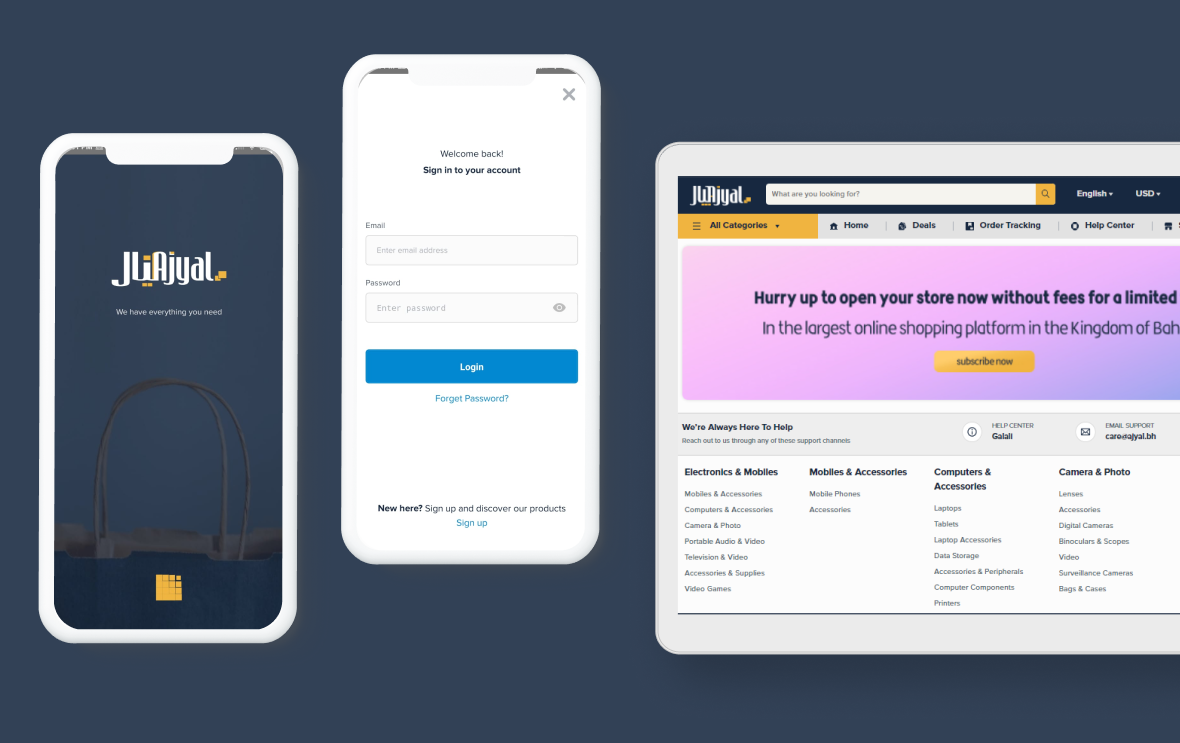 أجيالAjyal
We have everything you need
Welcome back!
Sign in to your account
Email
Enter email address
Password
Enter password
Login
Forget Password?
New here? Sign up and discover our products
Sign up
Ajyal
What are you looking for?
English
USD
All Categories
Home
Deals
Order Tracking
Help Center
Hurry up to open your store now without fees for a limited
In the largest online shopping platform in the Kingdom of Bah
subscribe now
We're Always Here To Help
Reach out to us through any of these support channels
HELP CENTER
Galali
EMAIL SUPPORT
care@ajyal.bh
Electronics & Mobiles
Mobiles & Accessories
Computers & Accessories
Camera & Photo
Portable Audio & Video
Television & Video
Accessories & Supplies
Video Games
Mobiles & Accessories
Mobile Phones
Accessories
Computers &
Accessories
Laptops
Tablets
Laptop Accessories
Data Storage
Accessories & Peripherals
Computer Components
Printers
Camera & Photo
Lenses
Accessories
Digital Cameras
Binoculars & Scopes
Video
Surveillance Cameras
Bags & Cases